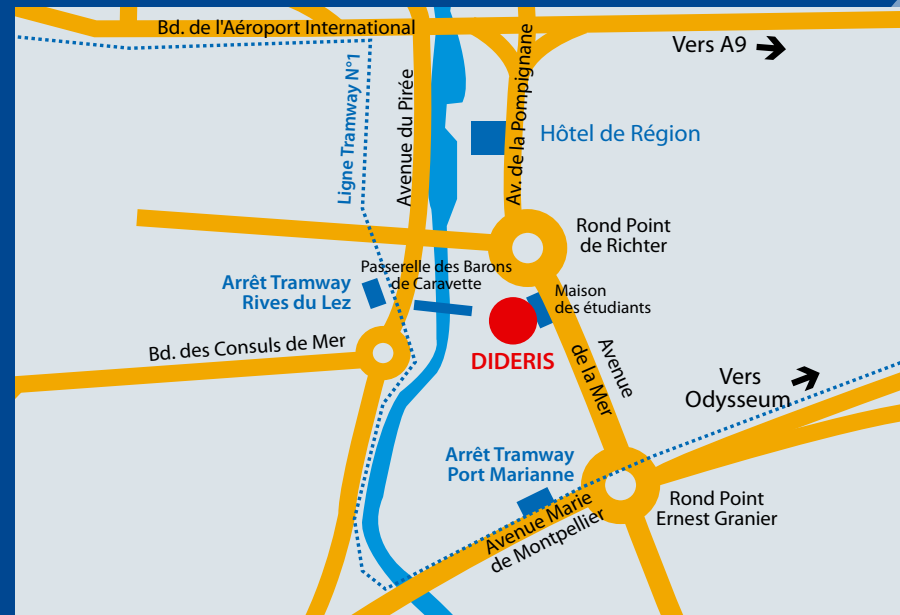 Bd. de l'Aéroport International
Vers A9
Ligne Tramway N°1
Avenue du Pirée
Av. de la Pompignane
Hôtel de Région
Rond Point
de Richter
Passerelle des Barons
de Caravette
Arrêt Tramway
Rives du Lez
Maison
des étudiants
Bd. des Consuls de Mer
DIDERIS
Avenue
de la Mer
Vers
Odysseum
Arrêt Tramway
Port Marianne
Rond Point
Ernest Granier
Avenue Marie
de Montpellier